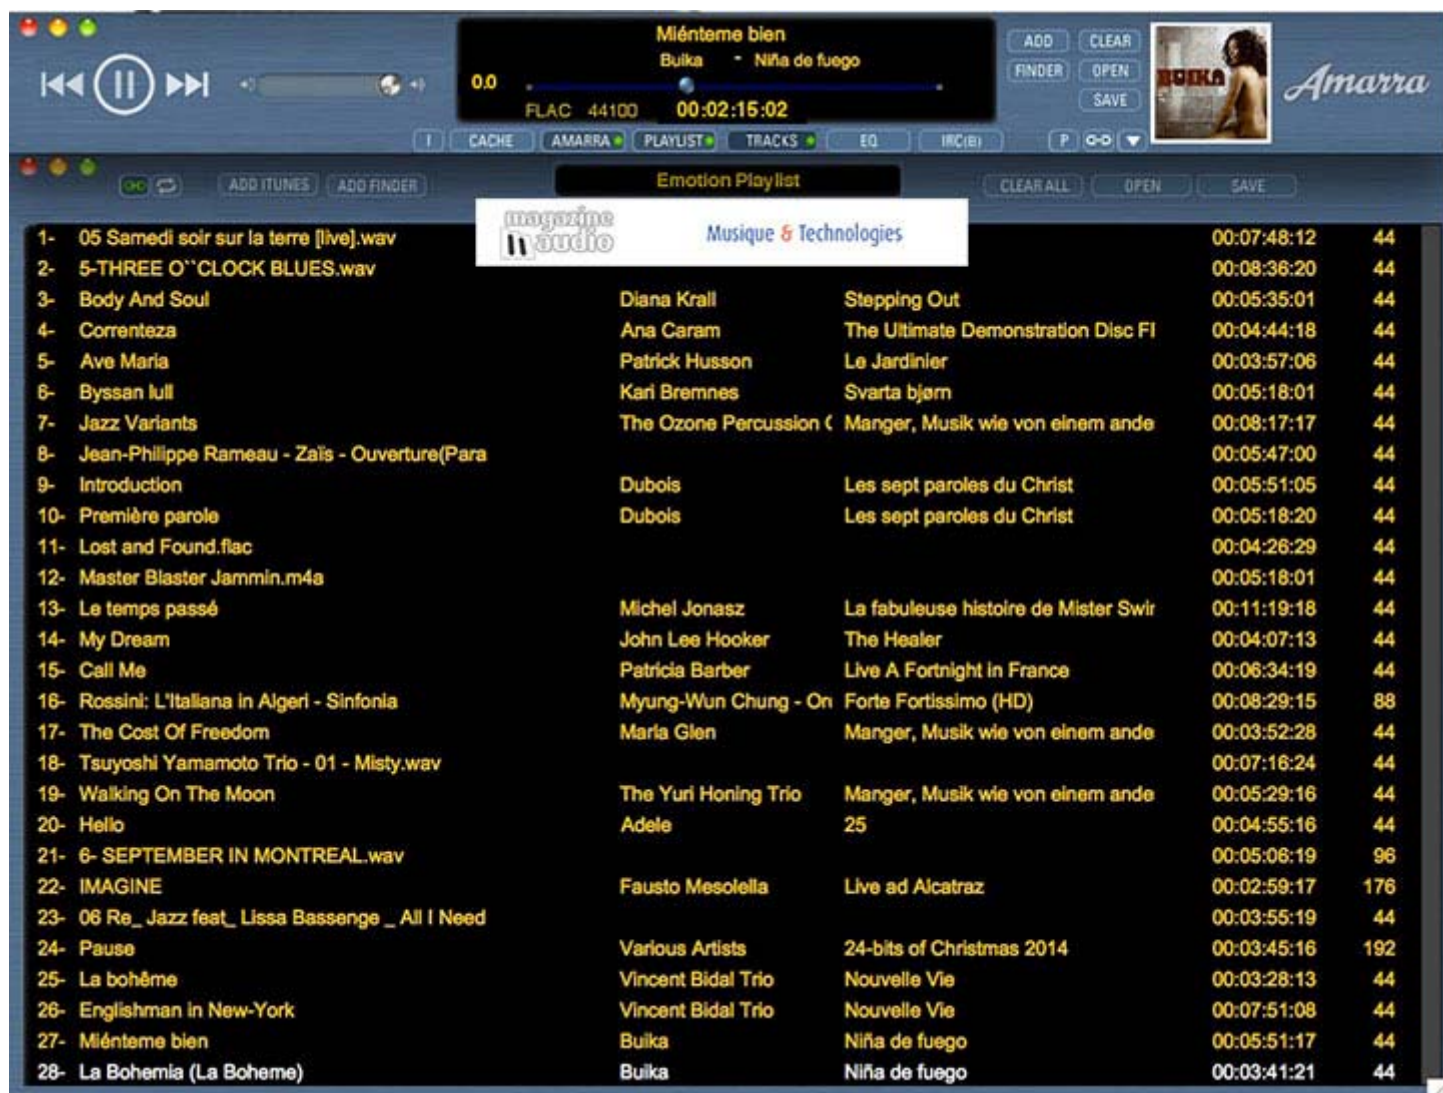 Miénteme bien
Buika - Niña de fuego
0.0
FLAC 44100 00:02:15:02
ADD CLEAR
FINDER OPEN
SAVE
BUIKA
Amarra
I CACHE AMARRA PLAYLIST TRACKS EQ IRC(B) P
ADD ITUNES ADD FINDER Emotion Playlist CLEAR ALL OPEN SAVE
magazine audio
Musique & Technologies
1- 05 Samedi soir sur la terre [live].wav 00:07:48:12 44
2- 5-THREE O``CLOCK BLUES.wav 00:08:36:20 44
3- Body And Soul Diana Krall Stepping Out 00:05:35:01 44
4- Correnteza Ana Caram The Ultimate Demonstration Disc Fl 00:04:44:18 44
5- Ave Maria Patrick Husson Le Jardinier 00:03:57:06 44
6- Byssan lull Kari Bremnes Svarta bjørn 00:05:18:01 44
7- Jazz Variants The Ozone Percussion ( Manger, Musik wie von einem ande 00:08:17:17 44
8- Jean-Philippe Rameau - Zaïs - Ouverture(Para 00:05:47:00 44
9- Introduction Dubois Les sept paroles du Christ 00:05:51:05 44
10- Première parole Dubois Les sept paroles du Christ 00:05:18:20 44
11- Lost and Found.flac 00:04:26:29 44
12- Master Blaster Jammin.m4a 00:05:18:01 44
13- Le temps passé Michel Jonasz La fabuleuse histoire de Mister Swir 00:11:19:18 44
14- My Dream John Lee Hooker The Healer 00:04:07:13 44
15- Call Me Patricia Barber Live A Fortnight in France 00:06:34:19 44
16- Rossini: L'Italiana in Algeri - Sinfonia Myung-Wun Chung - On Forte Fortissimo (HD) 00:08:29:15 88
17- The Cost Of Freedom Marla Glen Manger, Musik wie von einem ande 00:03:52:28 44
18- Tsuyoshi Yamamoto Trio - 01 - Misty.wav 00:07:16:24 44
19- Walking On The Moon The Yuri Honing Trio Manger, Musik wie von einem ande 00:05:29:16 44
20- Hello Adele 25 00:04:55:16 44
21- 6- SEPTEMBER IN MONTREAL.wav 00:05:06:19 96
22- IMAGINE Fausto Mesolella Live ad Alcatraz 00:02:59:17 176
23- 06 Re_ Jazz feat_ Lissa Bassenge _ All I Need 00:03:55:19 44
24- Pause Various Artists 24-bits of Christmas 2014 00:03:45:16 192
25- La bohême Vincent Bidal Trio Nouvelle Vie 00:03:28:13 44
26- Englishman in New-York Vincent Bidal Trio Nouvelle Vie 00:07:51:08 44
27- Miénteme bien Buika Niña de fuego 00:05:51:17 44
28- La Bohemia (La Boheme) Buika Niña de fuego 00:03:41:21 44